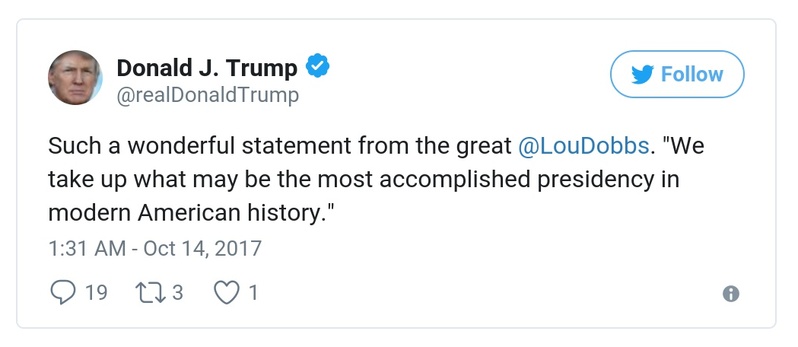 Donald J. Trump
@realDonaldTrump
Follow
Such a wonderful statement from the great @LouDobbs. "We
take up what may be the most accomplished presidency in
modern American history."
1:31 AM - Oct 14, 2017
19 3 1